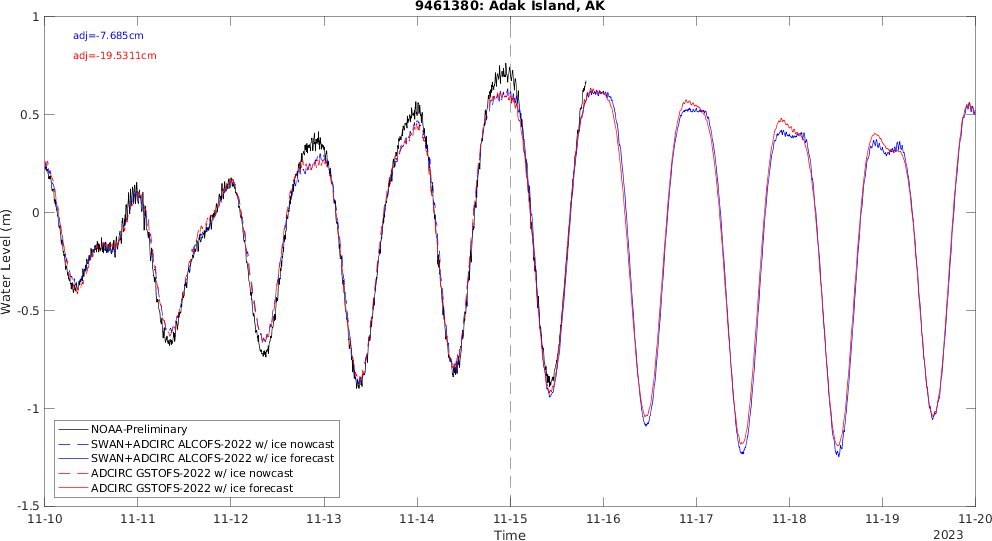 9461380: Adak Island, AK
adj=-7.685cm
adj=-19.5311cm
Water Level (m)
1
0.5
0
-0.5
-1
-1.5
NOAA-Preliminary
SWAN+ADCIRC ALCOFS-2022 w/ ice nowcast
SWAN+ADCIRC ALCOFS-2022 w/ ice forecast
ADCIRC GSTOFS-2022 w/ ice nowcast
ADCIRC GSTOFS-2022 w/ ice forecast
11-10 11-11 11-12 11-13 11-14 11-15 11-16 11-17 11-18 11-19 11-20
Time
2023